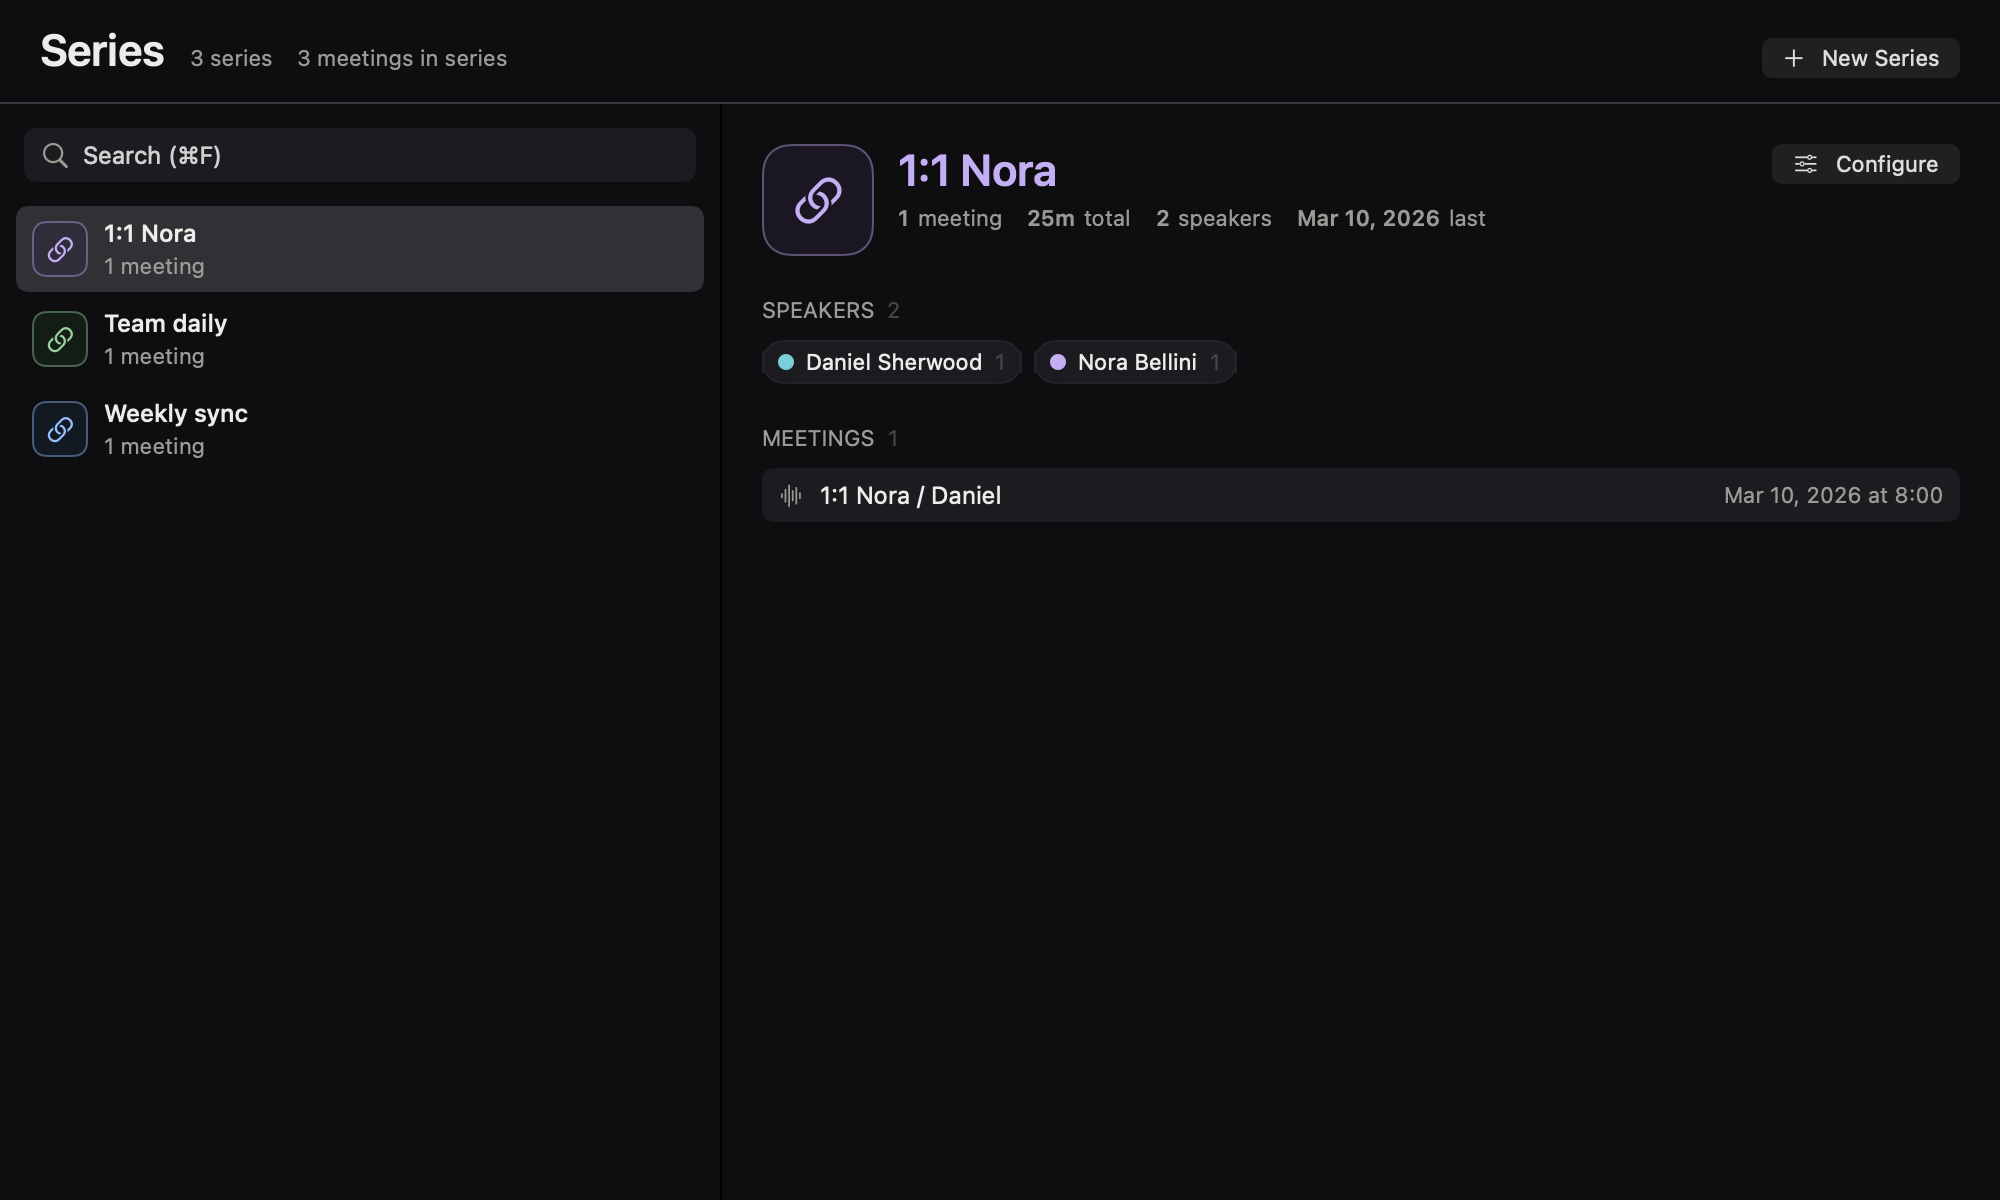 Series 3 series 3 meetings in series
New Series
Search (⌘F)
1:1 Nora
1 meeting
Team daily
1 meeting
Weekly sync
1 meeting
1:1 Nora
Configure
1 meeting 25m total 2 speakers Mar 10, 2026 last
SPEAKERS 2
Daniel Sherwood 1 Nora Bellini 1
MEETINGS 1
1:1 Nora / Daniel Mar 10, 2026 at 8:00